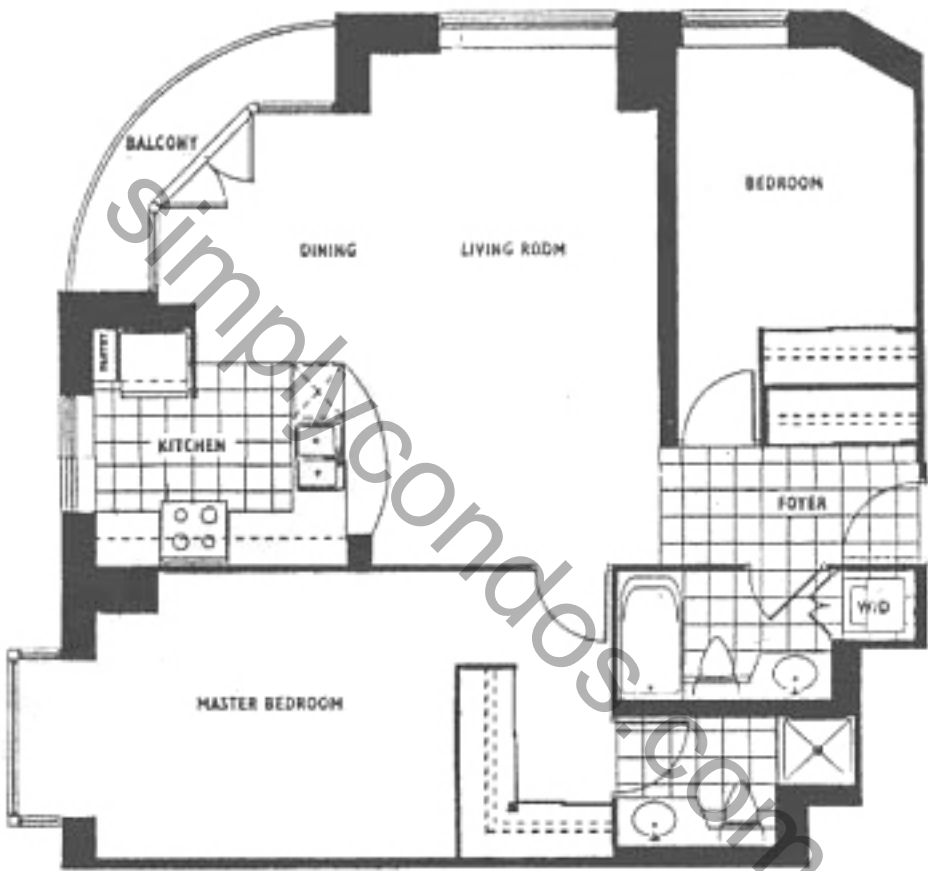 BALCONY
BEDROOM
DINING
LIVING ROOM
PANTRY
KITCHEN
FOYER
W/D
MASTER BEDROOM
simplycondos.com